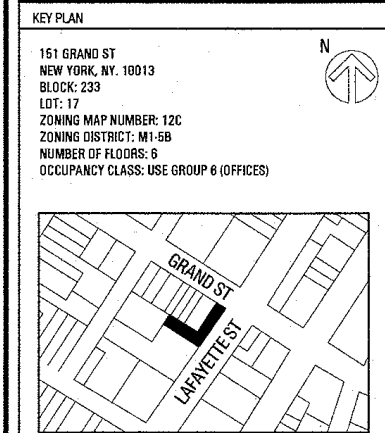 KEY PLAN
151 GRAND ST
NEW YORK, NY. 10013
BLOCK: 233
LOT: 17
ZONING MAP NUMBER: 12C
ZONING DISTRICT: M1-5B
NUMBER OF FLOORS: 6
OCCUPANCY CLASS: USE GROUP 6 (OFFICES)
N
GRAND ST
LAFAYETTE ST